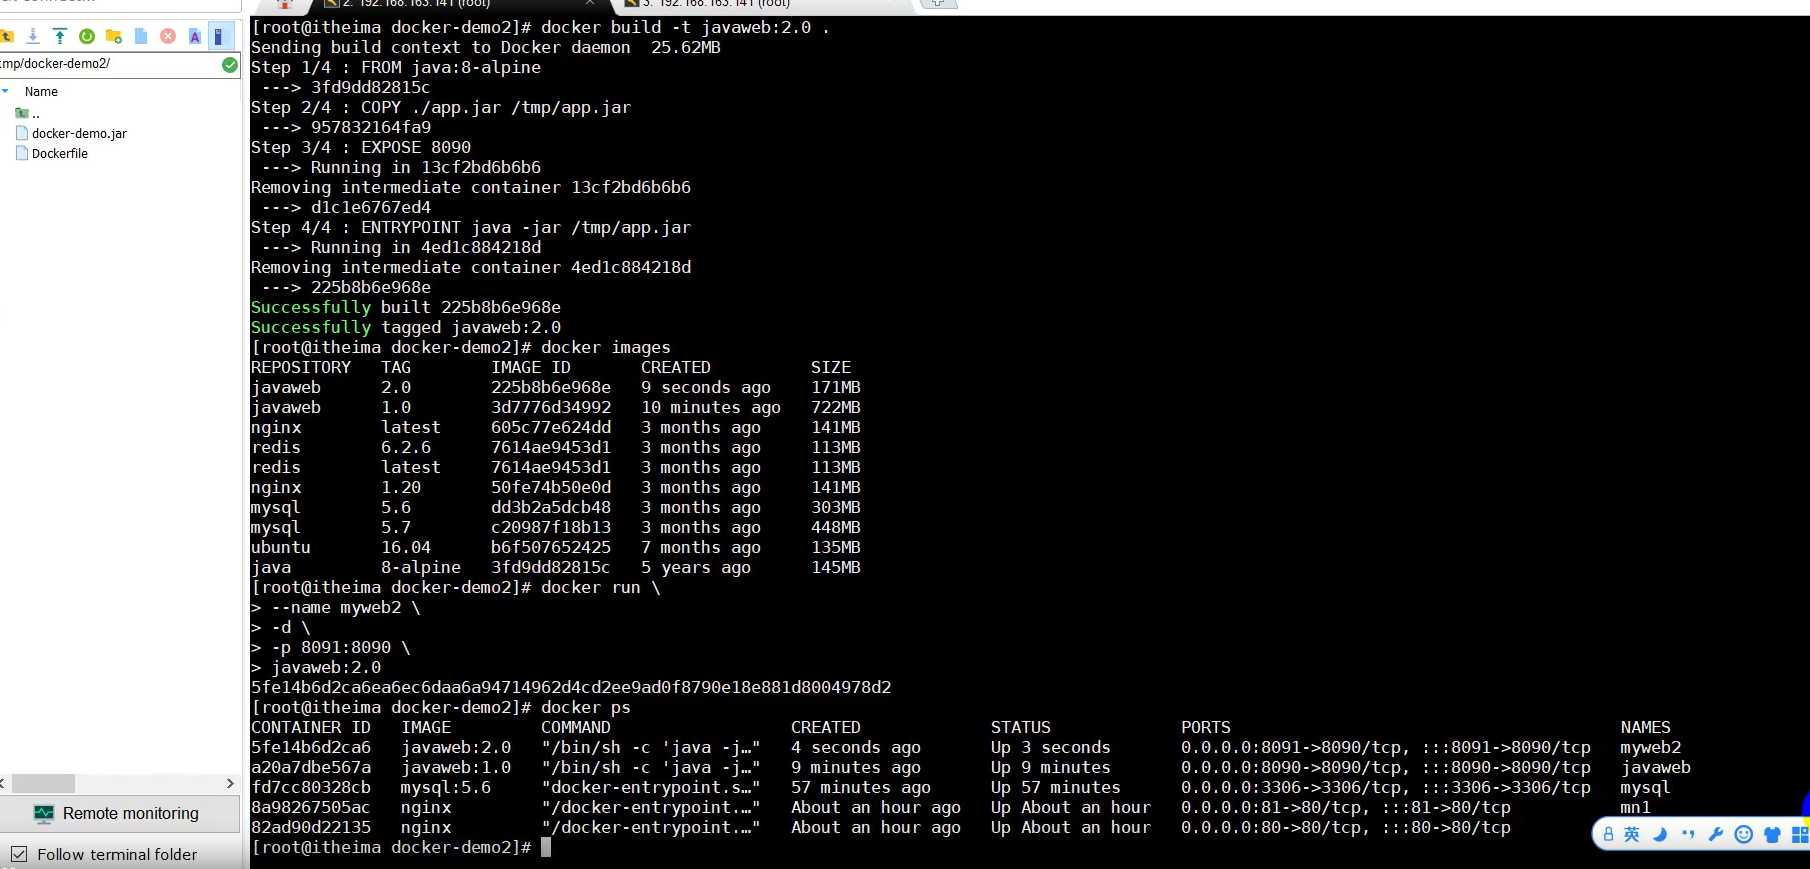 2. 192.168.163.141 (root)
3. 192.168.163.141 (root)
tmp/docker-demo2/
Name
..
docker-demo.jar
Dockerfile
Remote monitoring
Follow terminal folder
[root@itheima docker-demo2]# docker build -t javaweb:2.0 .
Sending build context to Docker daemon  25.62MB
Step 1/4 : FROM java:8-alpine
 ---> 3fd9dd82815c
Step 2/4 : COPY ./app.jar /tmp/app.jar
 ---> 957832164fa9
Step 3/4 : EXPOSE 8090
 ---> Running in 13cf2bd6b6b6
Removing intermediate container 13cf2bd6b6b6
 ---> d1c1e6767ed4
Step 4/4 : ENTRYPOINT java -jar /tmp/app.jar
 ---> Running in 4ed1c884218d
Removing intermediate container 4ed1c884218d
 ---> 225b8b6e968e
Successfully built 225b8b6e968e
Successfully tagged javaweb:2.0
[root@itheima docker-demo2]# docker images
REPOSITORY   TAG        IMAGE ID       CREATED          SIZE
javaweb      2.0        225b8b6e968e   9 seconds ago    171MB
javaweb      1.0        3d7776d34992   10 minutes ago   722MB
nginx        latest     605c77e624dd   3 months ago     141MB
redis        6.2.6      7614ae9453d1   3 months ago     113MB
redis        latest     7614ae9453d1   3 months ago     113MB
nginx        1.20       50fe74b50e0d   3 months ago     141MB
mysql        5.6        dd3b2a5dcb48   3 months ago     303MB
mysql        5.7        c20987f18b13   3 months ago     448MB
ubuntu       16.04      b6f507652425   7 months ago     135MB
java         8-alpine   3fd9dd82815c   5 years ago      145MB
[root@itheima docker-demo2]# docker run \
> --name myweb2 \
> -d \
> -p 8091:8090 \
> javaweb:2.0
5fe14b6d2ca6ea6ec6daa6a94714962d4cd2ee9ad0f8790e18e881d8004978d2
[root@itheima docker-demo2]# docker ps
CONTAINER ID   IMAGE         COMMAND                  CREATED             STATUS             PORTS                                       NAMES
5fe14b6d2ca6   javaweb:2.0   "/bin/sh -c 'java -j…"   4 seconds ago       Up 3 seconds       0.0.0.0:8091->8090/tcp, :::8091->8090/tcp   myweb2
a20a7dbe567a   javaweb:1.0   "/bin/sh -c 'java -j…"   9 minutes ago       Up 9 minutes       0.0.0.0:8090->8090/tcp, :::8090->8090/tcp   javaweb
fd7cc80328cb   mysql:5.6     "docker-entrypoint.s…"   57 minutes ago      Up 57 minutes      0.0.0.0:3306->3306/tcp, :::3306->3306/tcp   mysql
8a98267505ac   nginx         "/docker-entrypoint.…"   About an hour ago   Up About an hour   0.0.0.0:81->80/tcp, :::81->80/tcp           mn1
82ad90d22135   nginx         "/docker-entrypoint.…"   About an hour ago   Up About an hour   0.0.0.0:80->80/tcp, :::80->80/tcp
[root@itheima docker-demo2]#
英